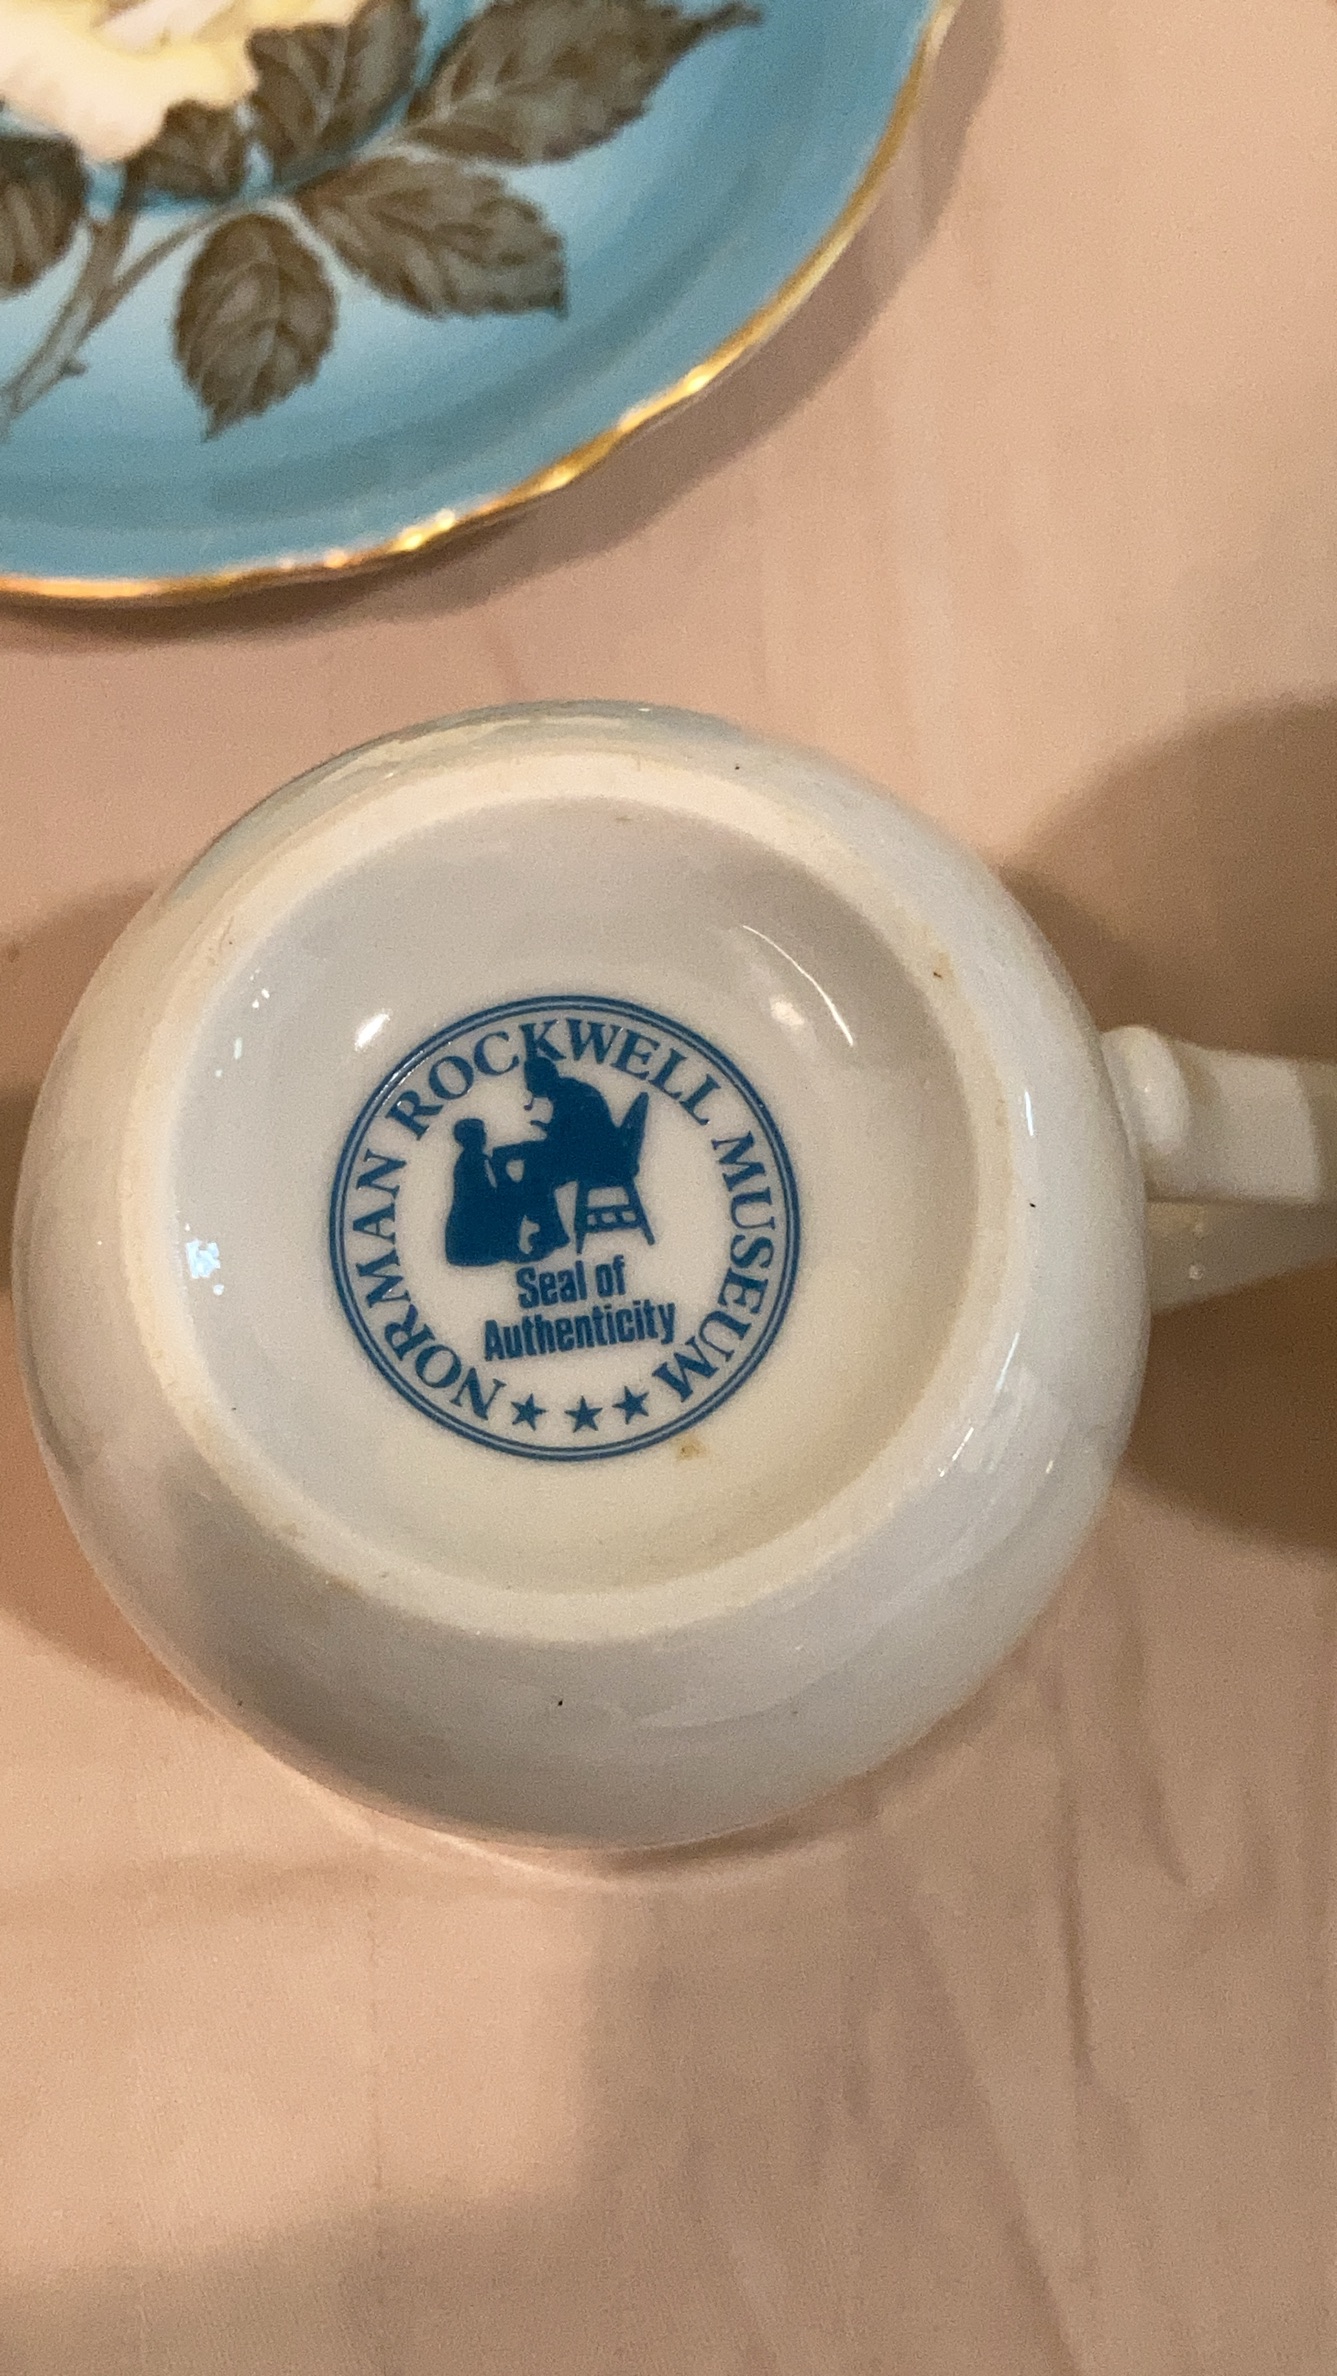 NORMAN ROCKWELL MUSEUM
Seal of
Authenticity